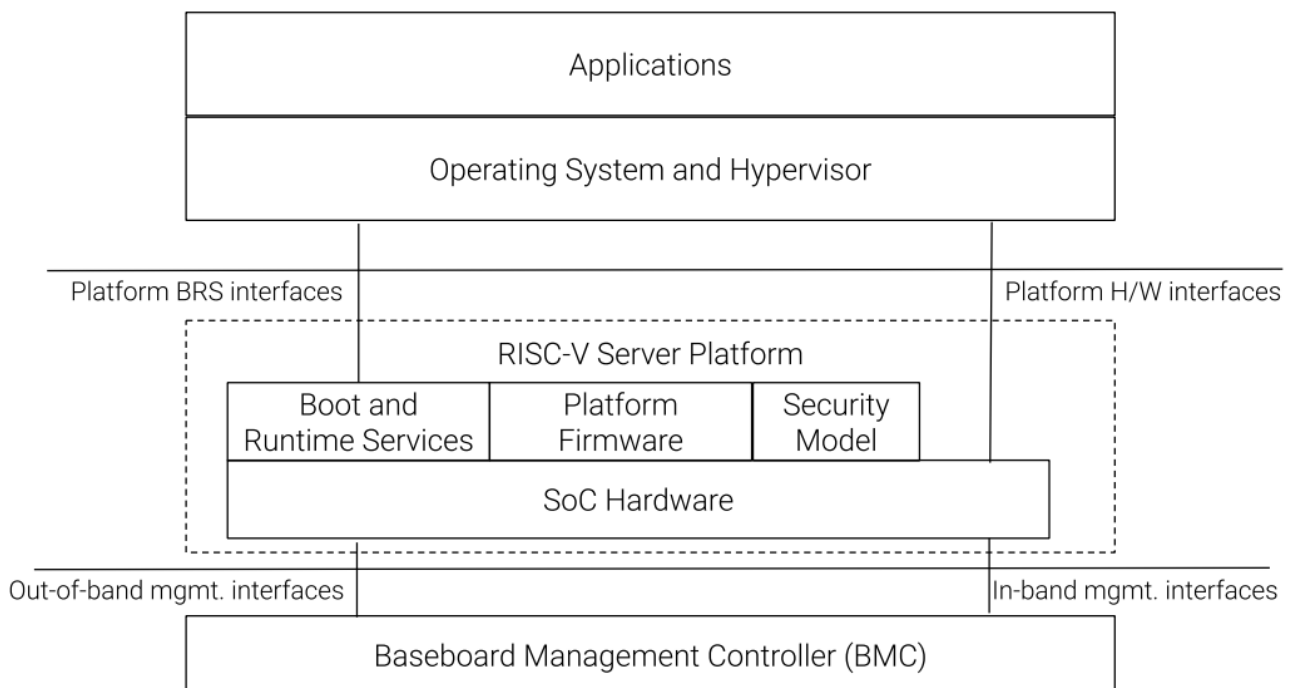 Applications
Operating System and Hypervisor
Platform BRS interfaces
Platform H/W interfaces
RISC-V Server Platform
Boot and
Runtime Services
Platform
Firmware
Security
Model
SoC Hardware
Out-of-band mgmt. interfaces
In-band mgmt. interfaces
Baseboard Management Controller (BMC)